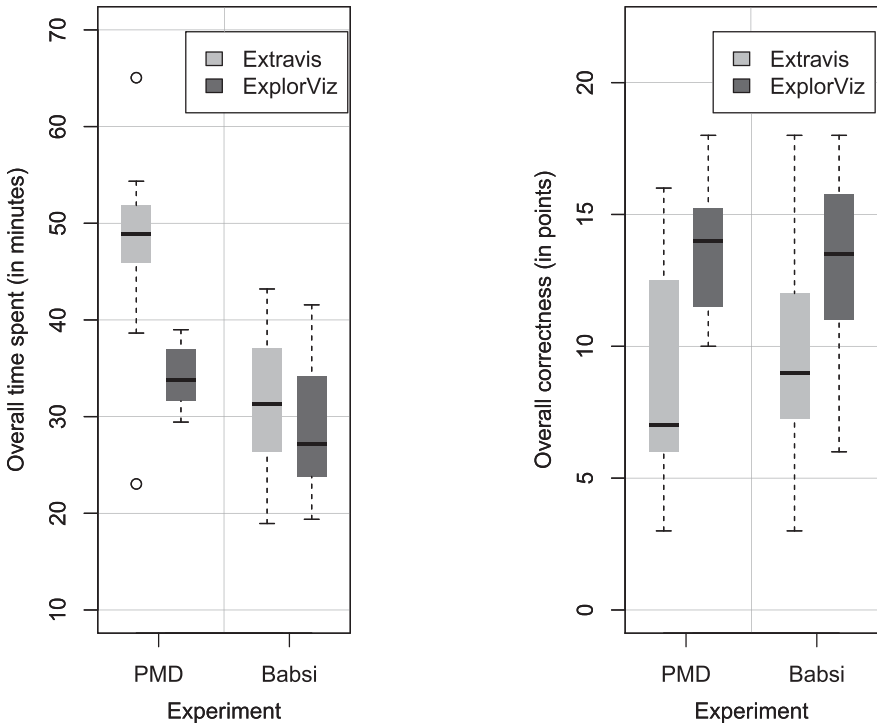 Overall time spent (in minutes)
70
60
50
40
30
20
10
Extravis
ExplorViz
PMD
Babsi
Experiment
Overall correctness (in points)
20
15
10
5
0
Extravis
ExplorViz
PMD
Babsi
Experiment